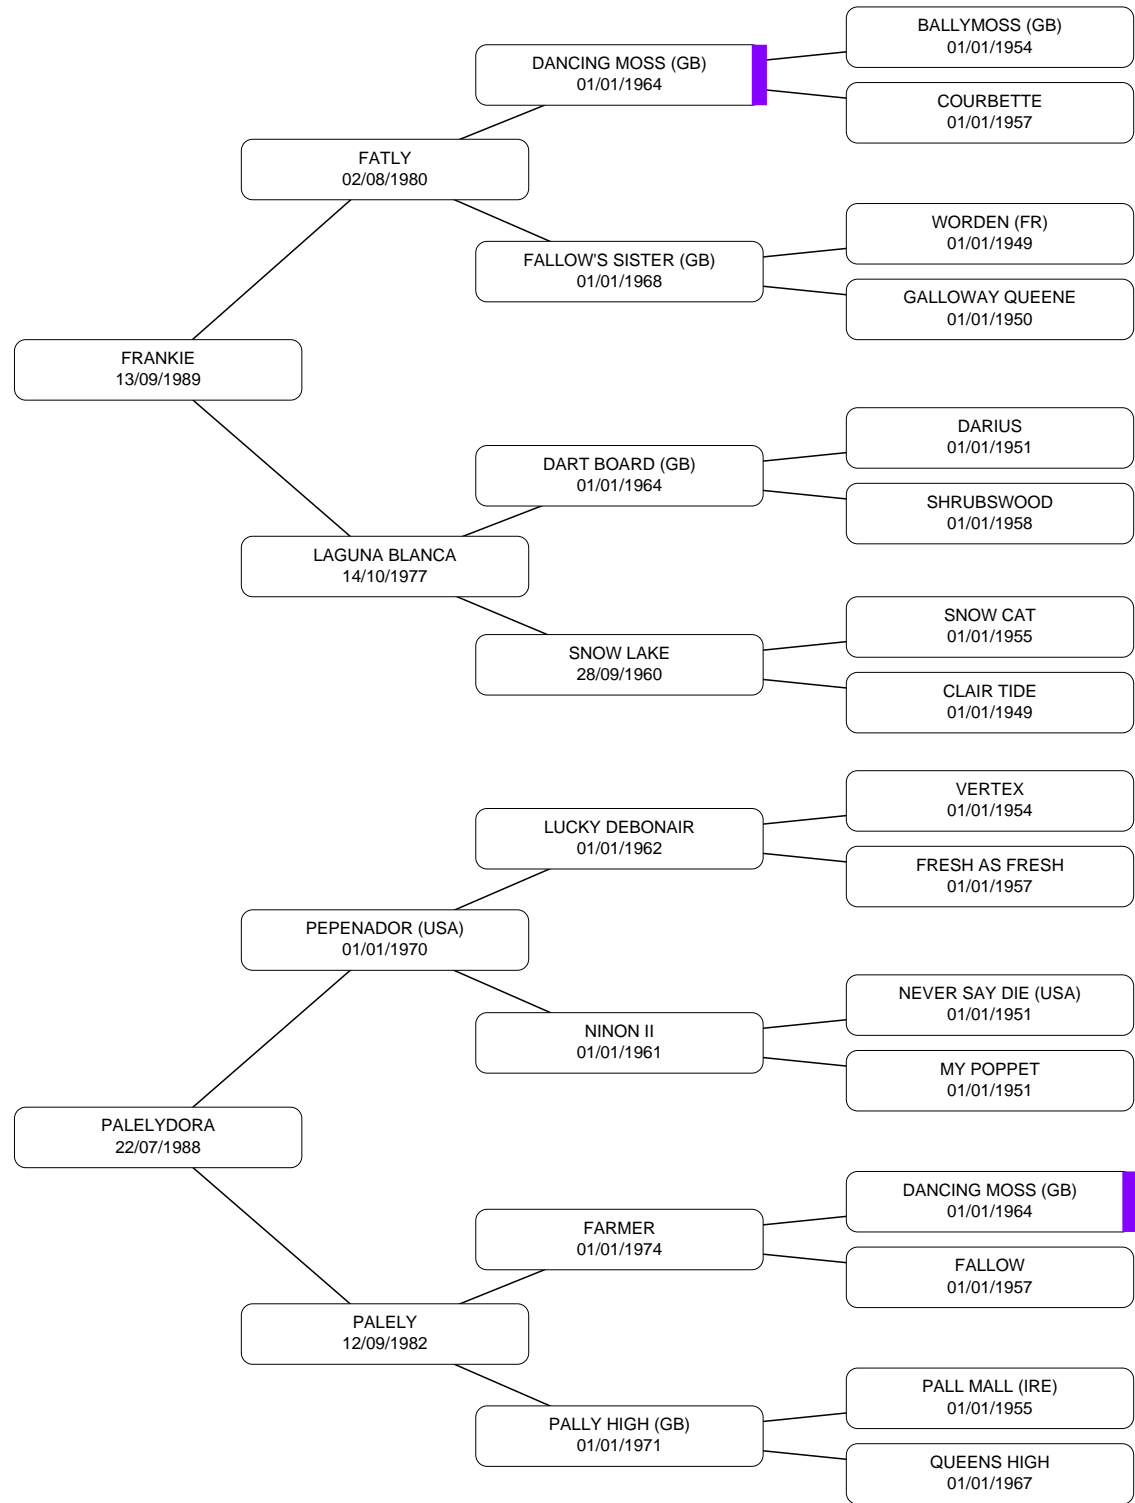 BALLYMOSS (GB)
01/01/1954
DANCING MOSS (GB)
01/01/1964
COURBETTE
01/01/1957
FATLY
02/08/1980
WORDEN (FR)
01/01/1949
FALLOW'S SISTER (GB)
01/01/1968
GALLOWAY QUEENE
01/01/1950
FRANKIE
13/09/1989
DARIUS
01/01/1951
DART BOARD (GB)
01/01/1964
SHRUBSWOOD
01/01/1958
LAGUNA BLANCA
14/10/1977
SNOW CAT
01/01/1955
SNOW LAKE
28/09/1960
CLAIR TIDE
01/01/1949
VERTEX
01/01/1954
LUCKY DEBONAIR
01/01/1962
FRESH AS FRESH
01/01/1957
PEPENADOR (USA)
01/01/1970
NEVER SAY DIE (USA)
01/01/1951
NINON II
01/01/1961
MY POPPET
01/01/1951
PALELYDORA
22/07/1988
DANCING MOSS (GB)
01/01/1964
FARMER
01/01/1974
FALLOW
01/01/1957
PALELY
12/09/1982
PALL MALL (IRE)
01/01/1955
PALLY HIGH (GB)
01/01/1971
QUEENS HIGH
01/01/1967